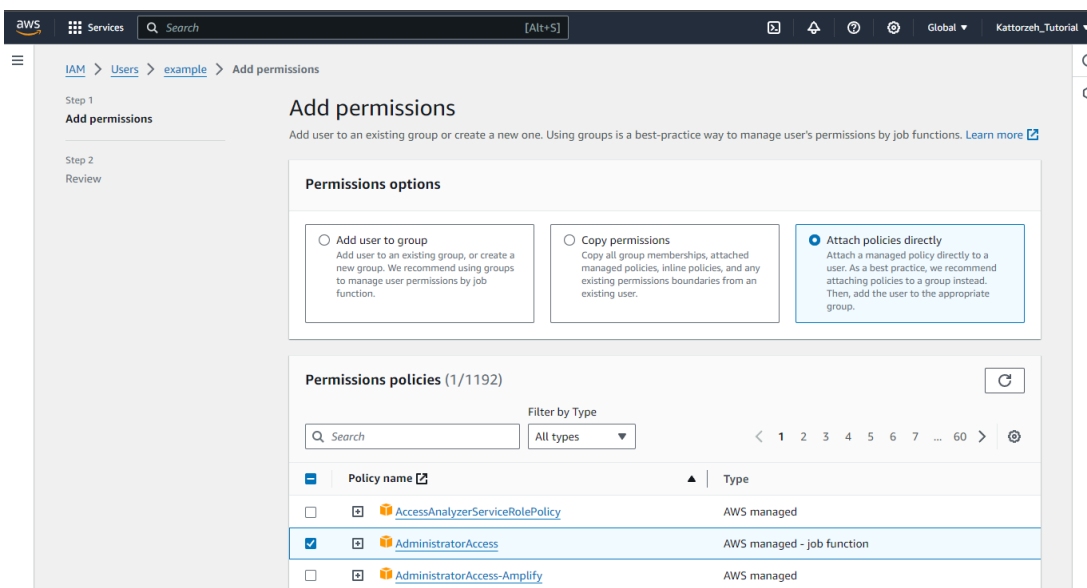 aws Services Search [Alt+S] Global Kattorzeh_Tutorial
IAM > Users > example > Add permissions
Step 1
Add permissions
Step 2
Review
Add permissions
Add user to an existing group or create a new one. Using groups is a best-practice way to manage user's permissions by job functions. Learn more
Permissions options
Add user to group
Add user to an existing group, or create a
new group. We recommend using groups
to manage user permissions by job
function.
Copy permissions
Copy all group memberships, attached
managed policies, inline policies, and any
existing permissions boundaries from an
existing user.
Attach policies directly
Attach a managed policy directly to a
user. As a best practice, we recommend
attaching policies to a group instead.
Then, add the user to the appropriate
group.
Permissions policies (1/1192)
Filter by Type
Search All types < 1 2 3 4 5 6 7 ... 60 >
Policy name Type
AccessAnalyzerServiceRolePolicy AWS managed
AdministratorAccess AWS managed - job function
AdministratorAccess-Amplify AWS managed